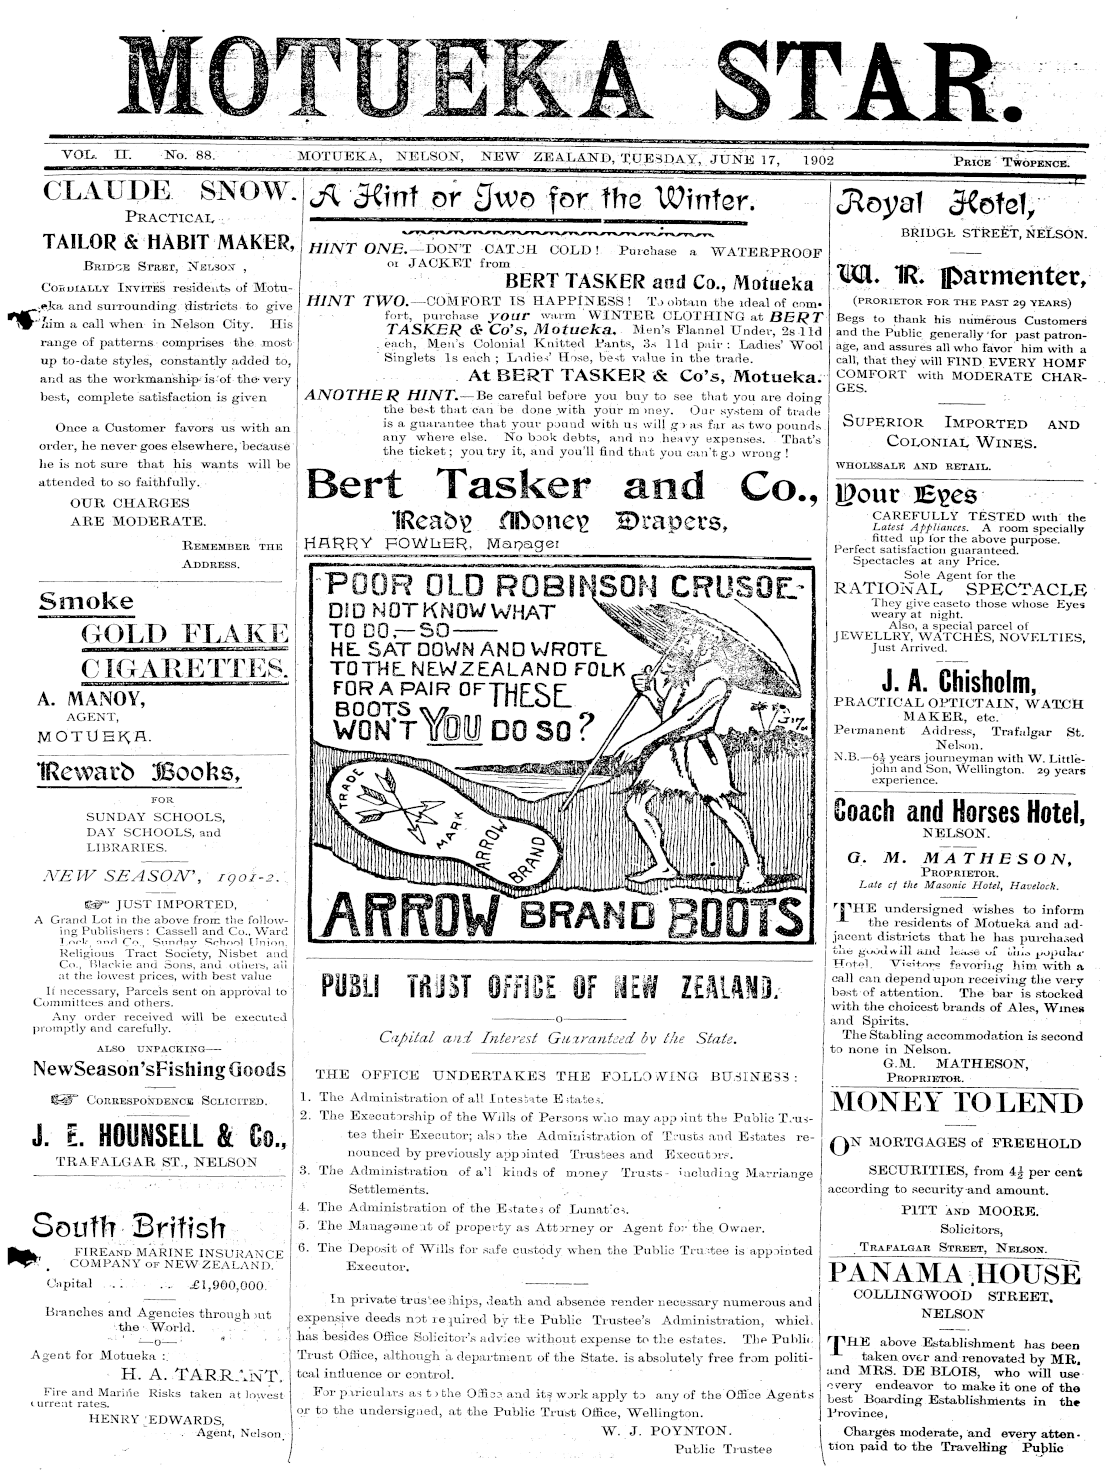 MOTUEKA STAR.
VOL. II. No. 88. MOTUEKA, NELSON, NEW ZEALAND, TUESDAY, JUNE 17, 1902 PRICE TWOPENCE.
CLAUDE SNOW.
PRACTICAL
TAILOR & HABIT MAKER,
BRIDGE STREET, NELSON,
CORDIALLY INVITES residents of Motu-
eka and surrounding districts to give
him a call when in Nelson City. His
range of patterns comprises the most
up to-date styles, constantly added to,
and as the workmanship is of the very
best, complete satisfaction is given
Once a Customer favors us with an
order, he never goes elsewhere, because
he is not sure that his wants will be
attended to so faithfully.
OUR CHARGES
ARE MODERATE.
REMEMBER THE
ADDRESS.
Smoke
GOLD FLAKE
CIGARETTES.
A. MANOY,
AGENT,
MOTUEKA.
Reward Books,
FOR
SUNDAY SCHOOLS,
DAY SCHOOLS, and
LIBRARIES.
NEW SEASON', 1901-2.
JUST IMPORTED,
A Grand Lot in the above from the follow-
ing Publishers: Cassell and Co., Ward
Lock, and Co., Sunday School Union,
Religious Tract Society, Nisbet and
Co., Blackie and Sons, and others, all
at the lowest prices, with best value
If necessary, Parcels sent on approval to
Committees and others.
Any order received will be executed
promptly and carefully.
ALSO UNPACKING—
NewSeason'sFishing Goods
CORRESPONDENCE SCLICITED.
J. E. HOUNSELL & Co.,
TRAFALGAR ST., NELSON
South British
FIRE AND MARINE INSURANCE
COMPANY OF NEW ZEALAND.
Capital .. .. £1,900,000.
Branches and Agencies throughout
the World.
—o—
Agent for Motueka :
H. A. TARRANT.
Fire and Marine Risks taken at lowest
current rates.
HENRY EDWARDS,
Agent, Nelson.
A Hint or Two for the Winter.
HINT ONE.—DON'T CATCH COLD! Purchase a WATERPROOF
or JACKET from
BERT TASKER and Co., Motueka
HINT TWO.—COMFORT IS HAPPINESS! To obtain the ideal of com-
fort, purchase your warm WINTER CLOTHING at BERT
TASKER & Co's, Motueka. Men's Flannel Under, 2s 11d
each, Men's Colonial Knitted Pants, 3s 11d pair: Ladies' Wool
Singlets 1s each; Ladies' Hose, best value in the trade.
At BERT TASKER & Co's, Motueka.
ANOTHER HINT.—Be careful before you buy to see that you are doing
the best that can be done with your money. Our system of trade
is a guarantee that your pound with us will go as far as two pounds
any where else. No book debts, and no heavy expenses. That's
the ticket; you try it, and you'll find that you can't go wrong!
Bert Tasker and Co.,
Ready Money Drapers,
HARRY FOWLER, Manager
POOR OLD ROBINSON CRUSOE-
DID NOT KNOW WHAT
TO DO,—SO—
HE SAT DOWN AND WROTE
TO THE NEW ZEALAND FOLK
FOR A PAIR OF THESE
BOOTS
WON'T YOU DO SO?
TRADE MARK
ARROW BRAND
ARROW BRAND BOOTS
PUBLI TRUST OFFICE OF NEW ZEALAND.
—o—
Capital and Interest Guaranteed by the State.
THE OFFICE UNDERTAKES THE FOLLOWING BUSINESS:
1. The Administration of all Intestate Estates.
2. The Executorship of the Wills of Persons who may appoint the Public Trus-
tee their Executor; also the Administration of Trusts and Estates re-
nounced by previously appointed Trustees and Executors.
3. The Administration of all kinds of money Trusts including Marriange
Settlements.
4. The Administration of the Estates of Lunatics.
5. The Management of property as Attorney or Agent for the Owner.
6. The Deposit of Wills for safe custody when the Public Trustee is appointed
Executor.
In private trusteeships, death and absence render necessary numerous and
expensive deeds not required by the Public Trustee's Administration, which
has besides Office Solicitor's advice without expense to the estates. The Public
Trust Office, although a department of the State, is absolutely free from politi-
tcal influence or control.
For particulars as to the Office and its work apply to any of the Office Agents
or to the undersigned, at the Public Trust Office, Wellington.
W. J. POYNTON.
Public Trustee
Royal Hotel,
BRIDGE STREET, NELSON.
W. R. Parmenter,
(PRORIETOR FOR THE PAST 29 YEARS)
Begs to thank his numerous Customers
and the Public generally for past patron-
age, and assures all who favor him with a
call, that they will FIND EVERY HOMF
COMFORT with MODERATE CHAR-
GES.
SUPERIOR IMPORTED AND
COLONIAL WINES.
WHOLESALE AND RETAIL.
Your Eyes
CAREFULLY TESTED with the
Latest Appliances. A room specially
fitted up for the above purpose.
Perfect satisfaction guaranteed.
Spectacles at any Price.
Sole Agent for the
RATIONAL SPECTACLE
They give caseto those whose Eyes
weary at night.
Also, a special parcel of
JEWELLRY, WATCHES, NOVELTIES,
Just Arrived.
J. A. Chisholm,
PRACTICAL OPTICTAIN, WATCH
MAKER, etc.
Permanent Address, Trafalgar St.
Nelson.
N.B.—6½ years journeyman with W. Little-
john and Son, Wellington. 29 years
experience.
Coach and Horses Hotel,
NELSON.
G. M. MATHESON,
PROPRIETOR.
Late of the Masonic Hotel, Havelock.
THE undersigned wishes to inform
the residents of Motueka and ad-
jacent districts that he has purchased
the goodwill and lease of this popular
Hotel. Visitors favoring him with a
call can depend upon receiving the very
best of attention. The bar is stocked
with the choicest brands of Ales, Wines
and Spirits.
The Stabling accommodation is second
to none in Nelson.
G.M. MATHESON,
PROPRIETOR.
MONEY TO LEND
ON MORTGAGES of FREEHOLD
SECURITIES, from 4½ per cent
according to security and amount.
PITT AND MOORE.
Solicitors,
TRAFALGAR STREET, NELSON.
PANAMA HOUSE
COLLINGWOOD STREET,
NELSON
THE above Establishment has been
taken over and renovated by MR.
and MRS. DE BLOIS, who will use
every endeavor to make it one of the
best Boarding Establishments in the
Province,
Charges moderate, and every atten-
tion paid to the Travelling Public